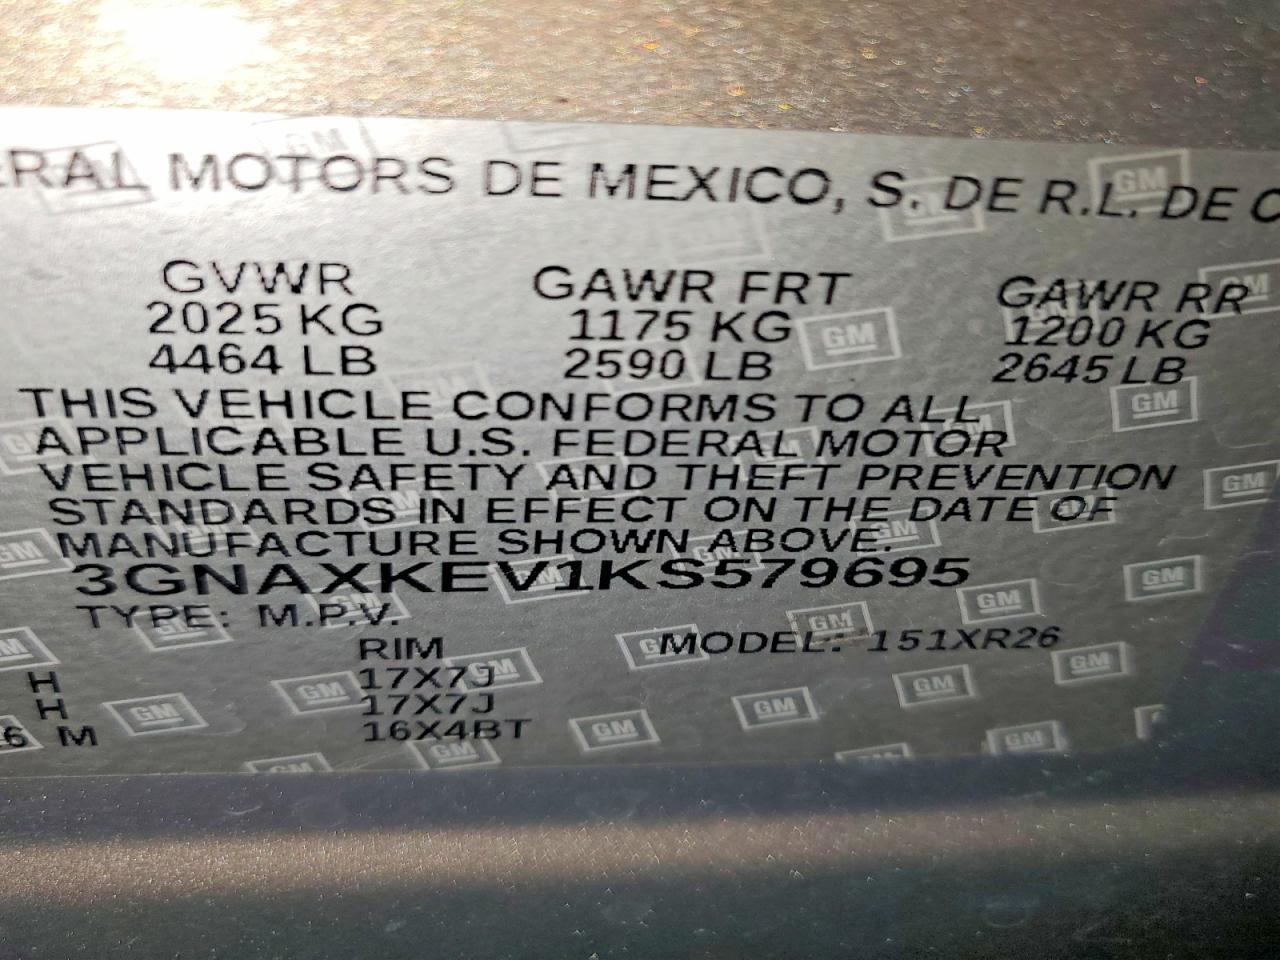 ERAL MOTORS DE MEXICO, S. DE R.L. DE C
GVWR GAWR FRT GAWR RR
2025 KG 1175 KG 1200 KG
4464 LB 2590 LB 2645 LB
THIS VEHICLE CONFORMS TO ALL
APPLICABLE U.S. FEDERAL MOTOR
VEHICLE SAFETY AND THEFT PREVENTION
STANDARDS IN EFFECT ON THE DATE OF
MANUFACTURE SHOWN ABOVE.
3GNAXKEV1KS579695
TYPE: M.P.V.
RIM MODEL: 151XR26
H 17X7J
H 17X7J
6 M 16X4BT